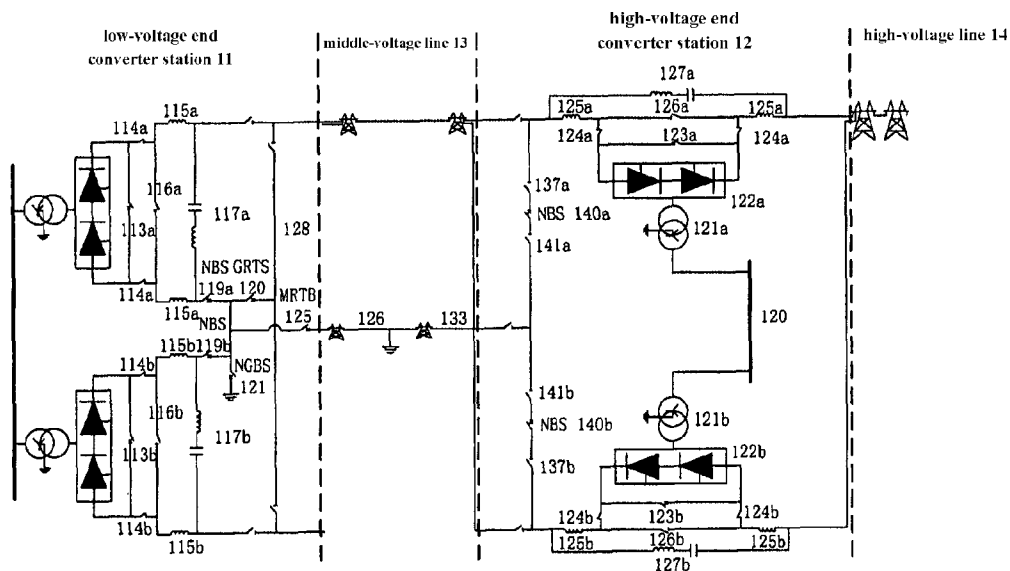 low-voltage end
converter station 11
middle-voltage line 13
high-voltage end
converter station 12
high-voltage line 14
127a
115a
125a
126a
125a
114a
124a
123a
124a
116a
117a
137a
122a
113a
128
NBS 140a
121a
NBS GRTS
141a
114a
119a
120
115a
MRTB
NBS
125
126
133
120
115b
119b
114b
NGBS
121
141b
116b
NBS 140b
121b
117b
113b
137b
122b
114b
124b
123b
124b
115b
125b
126b
125b
127b